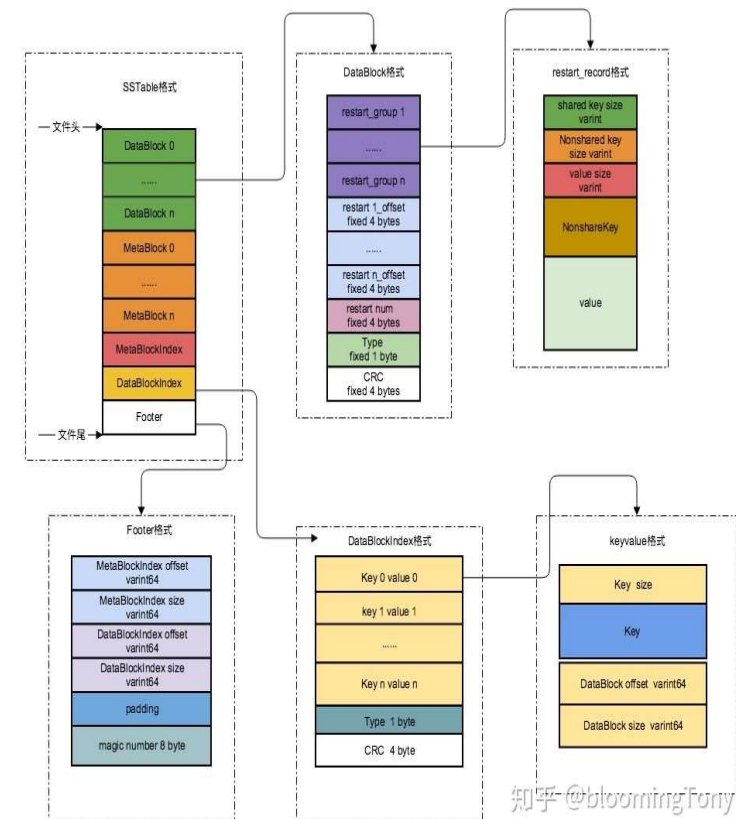 SSTable格式
文件头
DataBlock 0
......
DataBlock n
MetaBlock 0
......
MetaBlock n
MetaBlockIndex
DataBlockIndex
Footer
文件尾
DataBlock格式
restart_group 1
......
restart_group n
restart 1_offset
fixed 4 bytes
......
restart n_offset
fixed 4 bytes
restart num
fixed 4 bytes
Type
fixed 1 byte
CRC
fixed 4 bytes
restart_record格式
shared key size
varint
Nonshared key
size varint
value size
varint
NonshareKey
value
Footer格式
MetaBlockIndex offset
varint64
MetaBlockIndex size
varint64
DataBlockIndex offset
varint64
DataBlockIndex size
varint64
padding
magic number 8 byte
DataBlockIndex格式
Key 0 value 0
key 1 value 1
......
Key n value n
Type 1 byte
CRC 4 byte
keyvalue格式
Key size
Key
DataBlock offset varint64
DataBlock size varint64
知乎 @bloomingTony